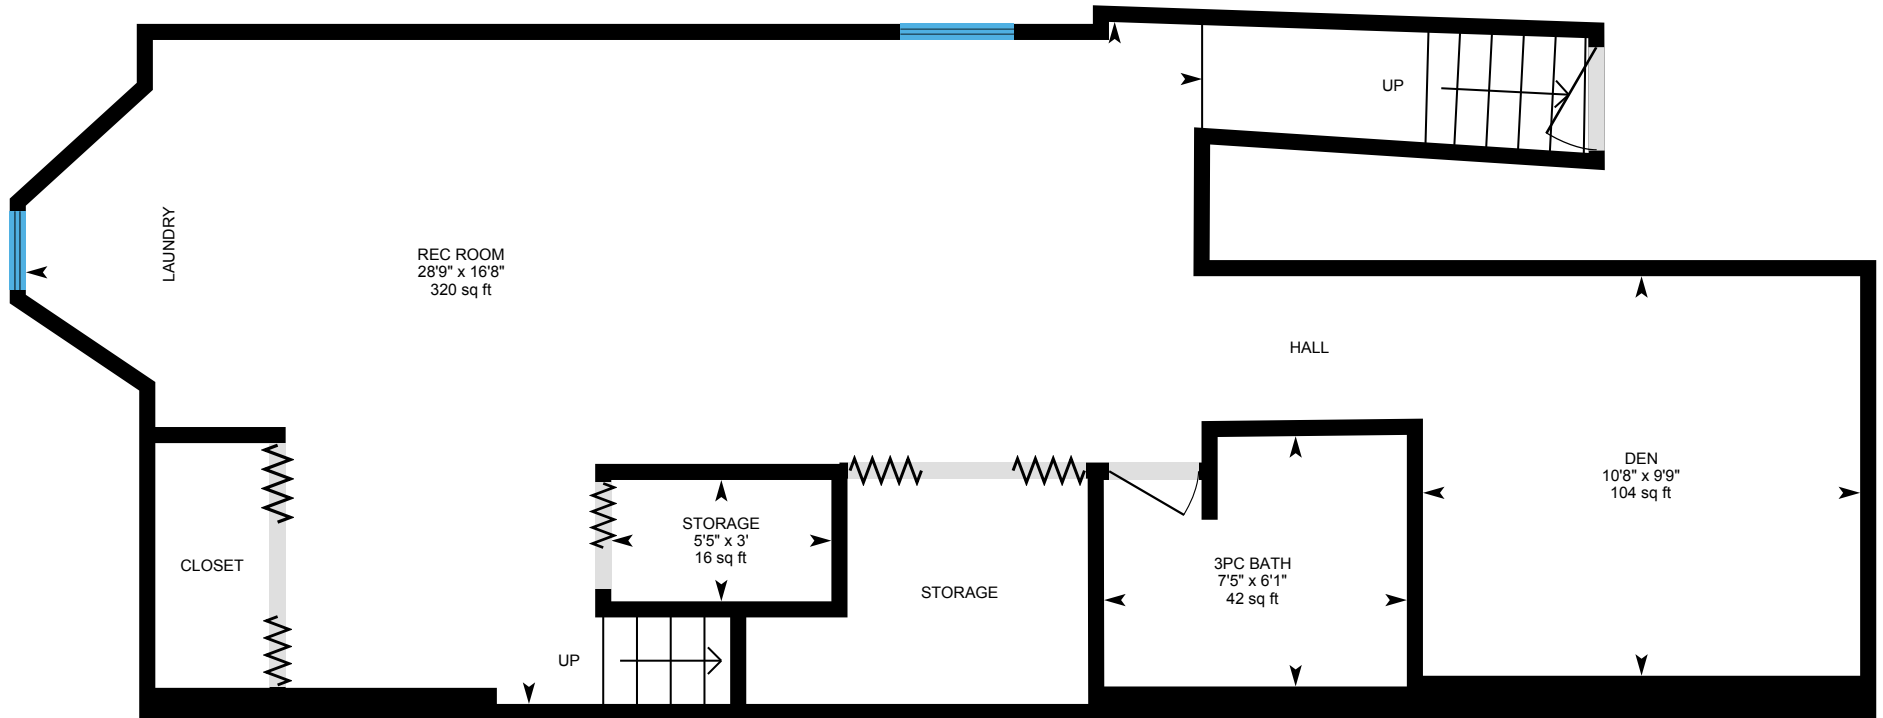 UP
LAUNDRY
REC ROOM
28'9" x 16'8"
320 sq ft
HALL
DEN
10'8" x 9'9"
104 sq ft
STORAGE
5'5" x 3'
16 sq ft
CLOSET
3PC BATH
7'5" x 6'1"
42 sq ft
STORAGE
UP